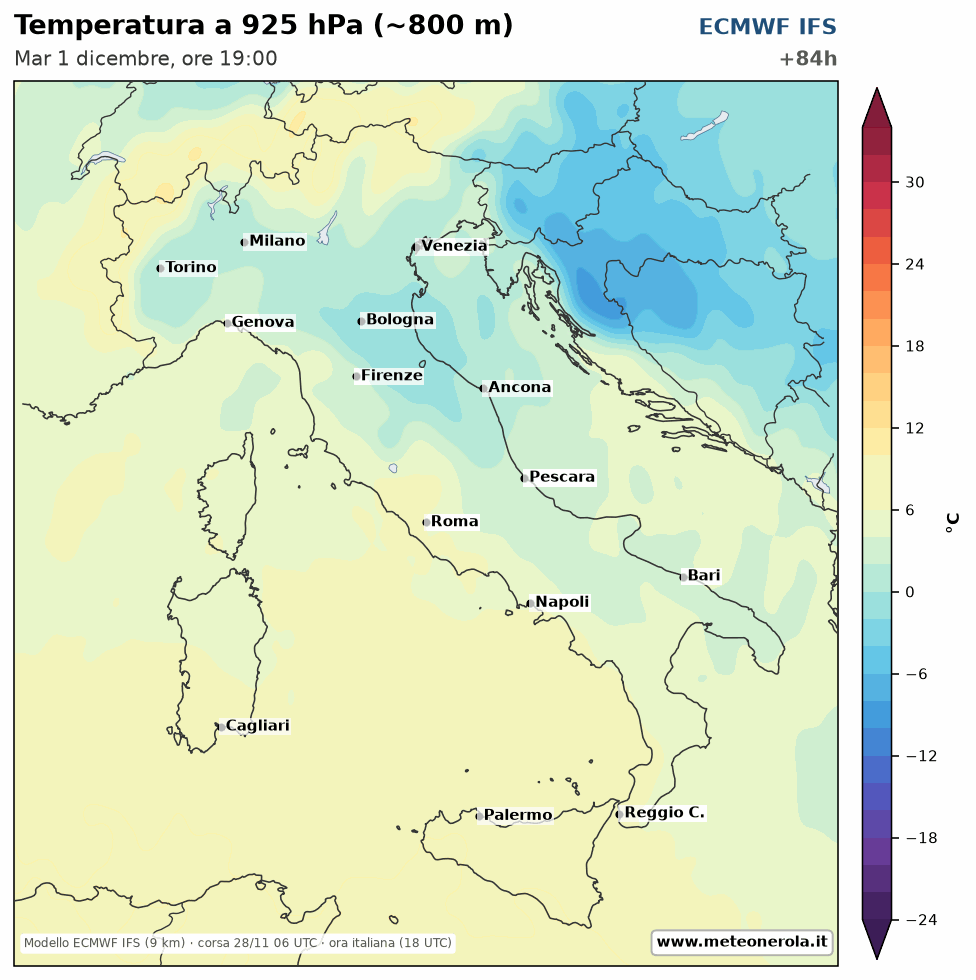 Temperatura a 925 hPa (~800 m)
ECMWF IFS
Mar 1 dicembre, ore 19:00
+84h
Milano
Venezia
Torino
Genova
Bologna
Firenze
Ancona
Pescara
Roma
Bari
Napoli
Cagliari
Palermo
Reggio C.
30
24
18
12
6
0
−6
−12
−18
−24
°C
Modello ECMWF IFS (9 km) · corsa 28/11 06 UTC · ora italiana (18 UTC)
www.meteonerola.it